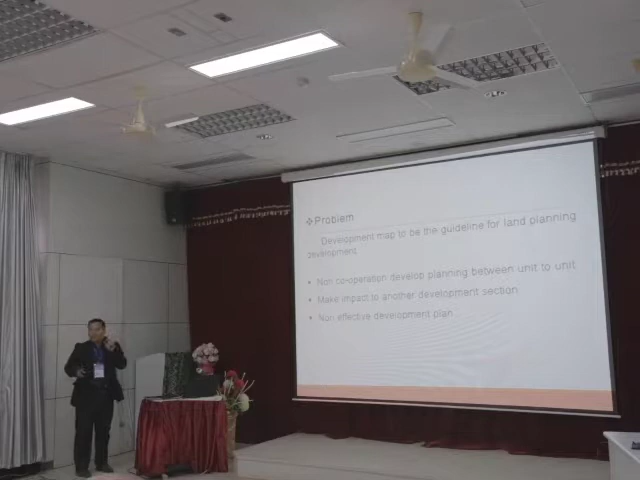 ❖Problem
Development map to be the guideline for land planning
development
• Non co-operation develop planning between unit to unit
• Make impact to another development section
• Non effective development plan